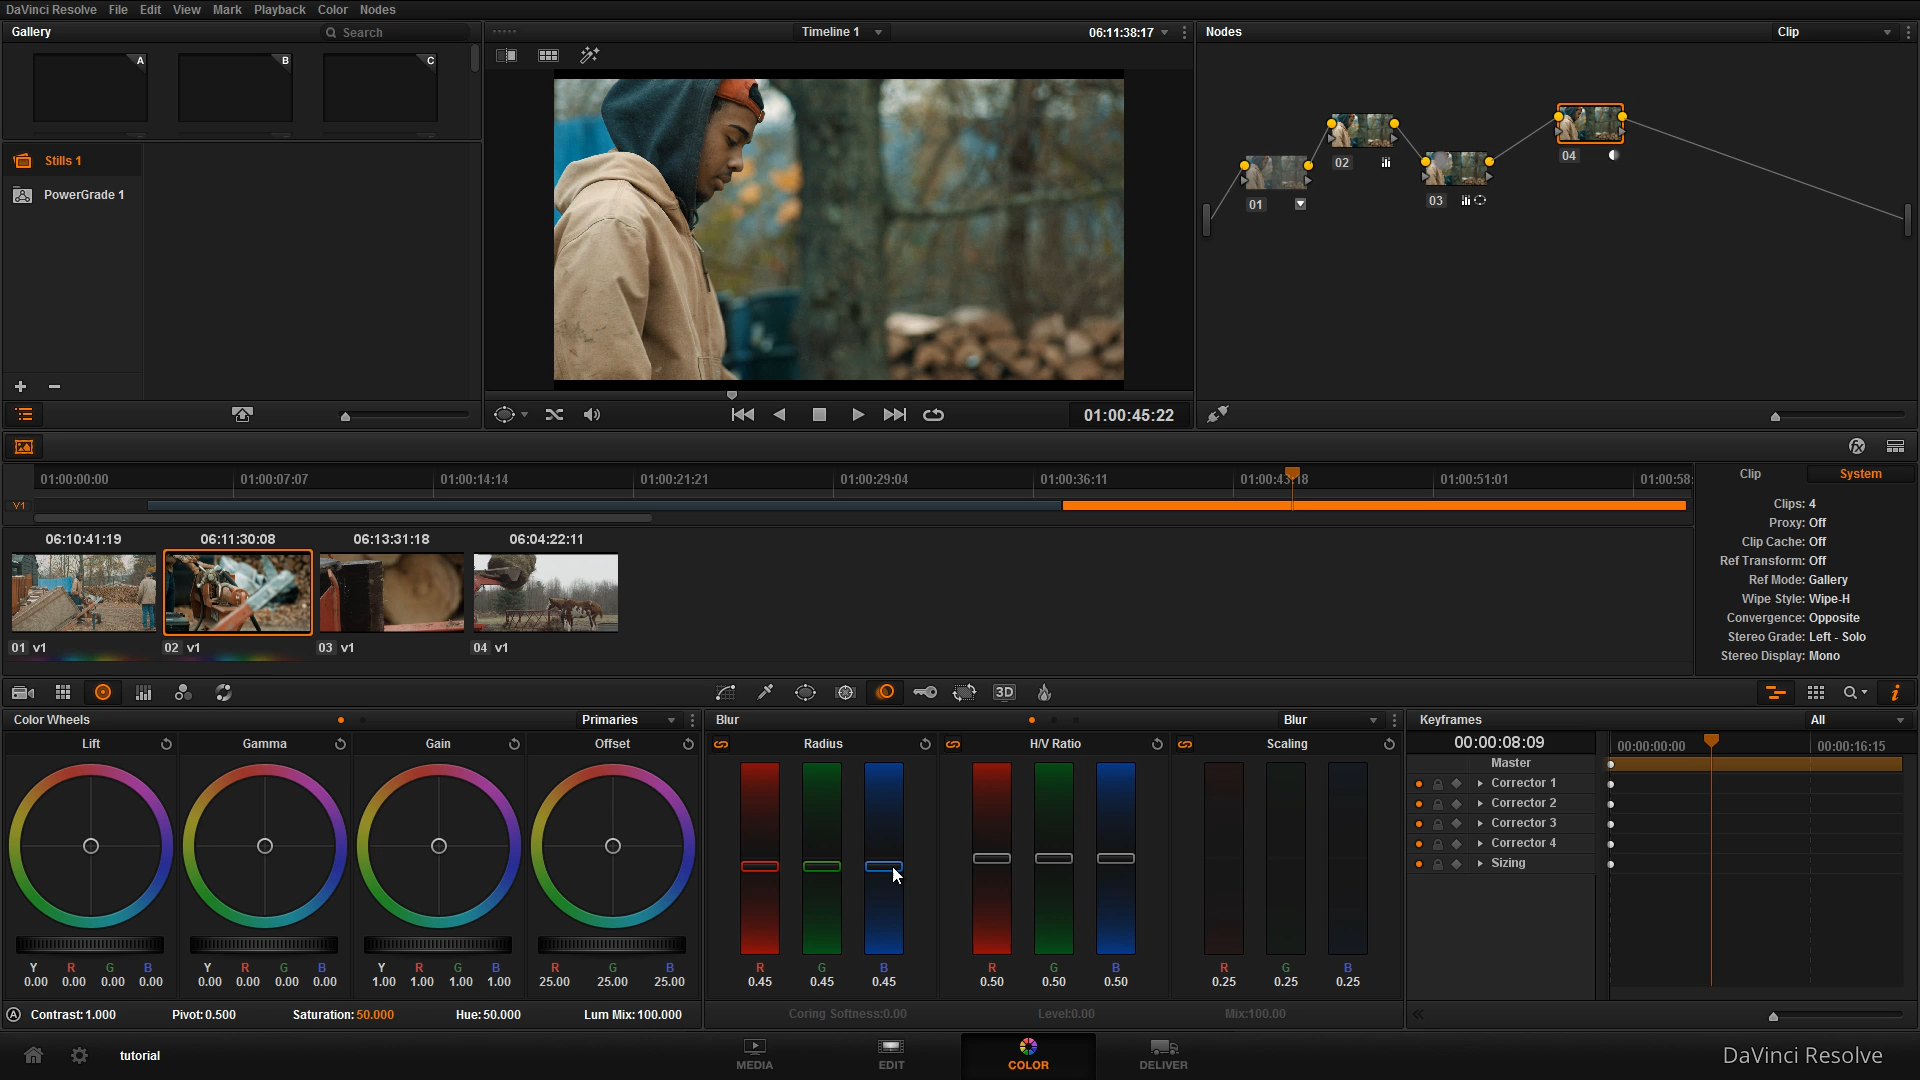 DaVinci Resolve File Edit View Mark Playback Color Nodes
Gallery
Search
Timeline 1
06:11:38:17
Nodes
Clip
A
B
C
Stills 1
PowerGrade 1
01
02
03
04
01:00:45:22
01:00:00:00
01:00:07:07
01:00:14:14
01:00:21:21
01:00:29:04
01:00:36:11
01:00:43:18
01:00:51:01
01:00:58:
V1
Clip
System
Clips: 4
Proxy: Off
Clip Cache: Off
Ref Transform: Off
Ref Mode: Gallery
Wipe Style: Wipe-H
Convergence: Opposite
Stereo Grade: Left - Solo
Stereo Display: Mono
06:10:41:19
06:11:30:08
06:13:31:18
06:04:22:11
01 v1
02 v1
03 v1
04 v1
3D
Color Wheels
Primaries
Lift
Gamma
Gain
Offset
Y R G B
0.00 0.00 0.00 0.00
Y R G B
0.00 0.00 0.00 0.00
Y R G B
1.00 1.00 1.00 1.00
R G B
25.00 25.00 25.00
A Contrast:1.000 Pivot:0.500 Saturation:50.000 Hue:50.000 Lum Mix:100.000
Blur
Blur
Radius
H/V Ratio
Scaling
R G B
0.45 0.45 0.45
R G B
0.50 0.50 0.50
R G B
0.25 0.25 0.25
Coring Softness:0.00 Level:0.00 Mix:100.00
Keyframes
All
00:00:08:09
00:00:00:00
00:00:16:15
Master
Corrector 1
Corrector 2
Corrector 3
Corrector 4
Sizing
tutorial
MEDIA
EDIT
COLOR
DELIVER
DaVinci Resolve